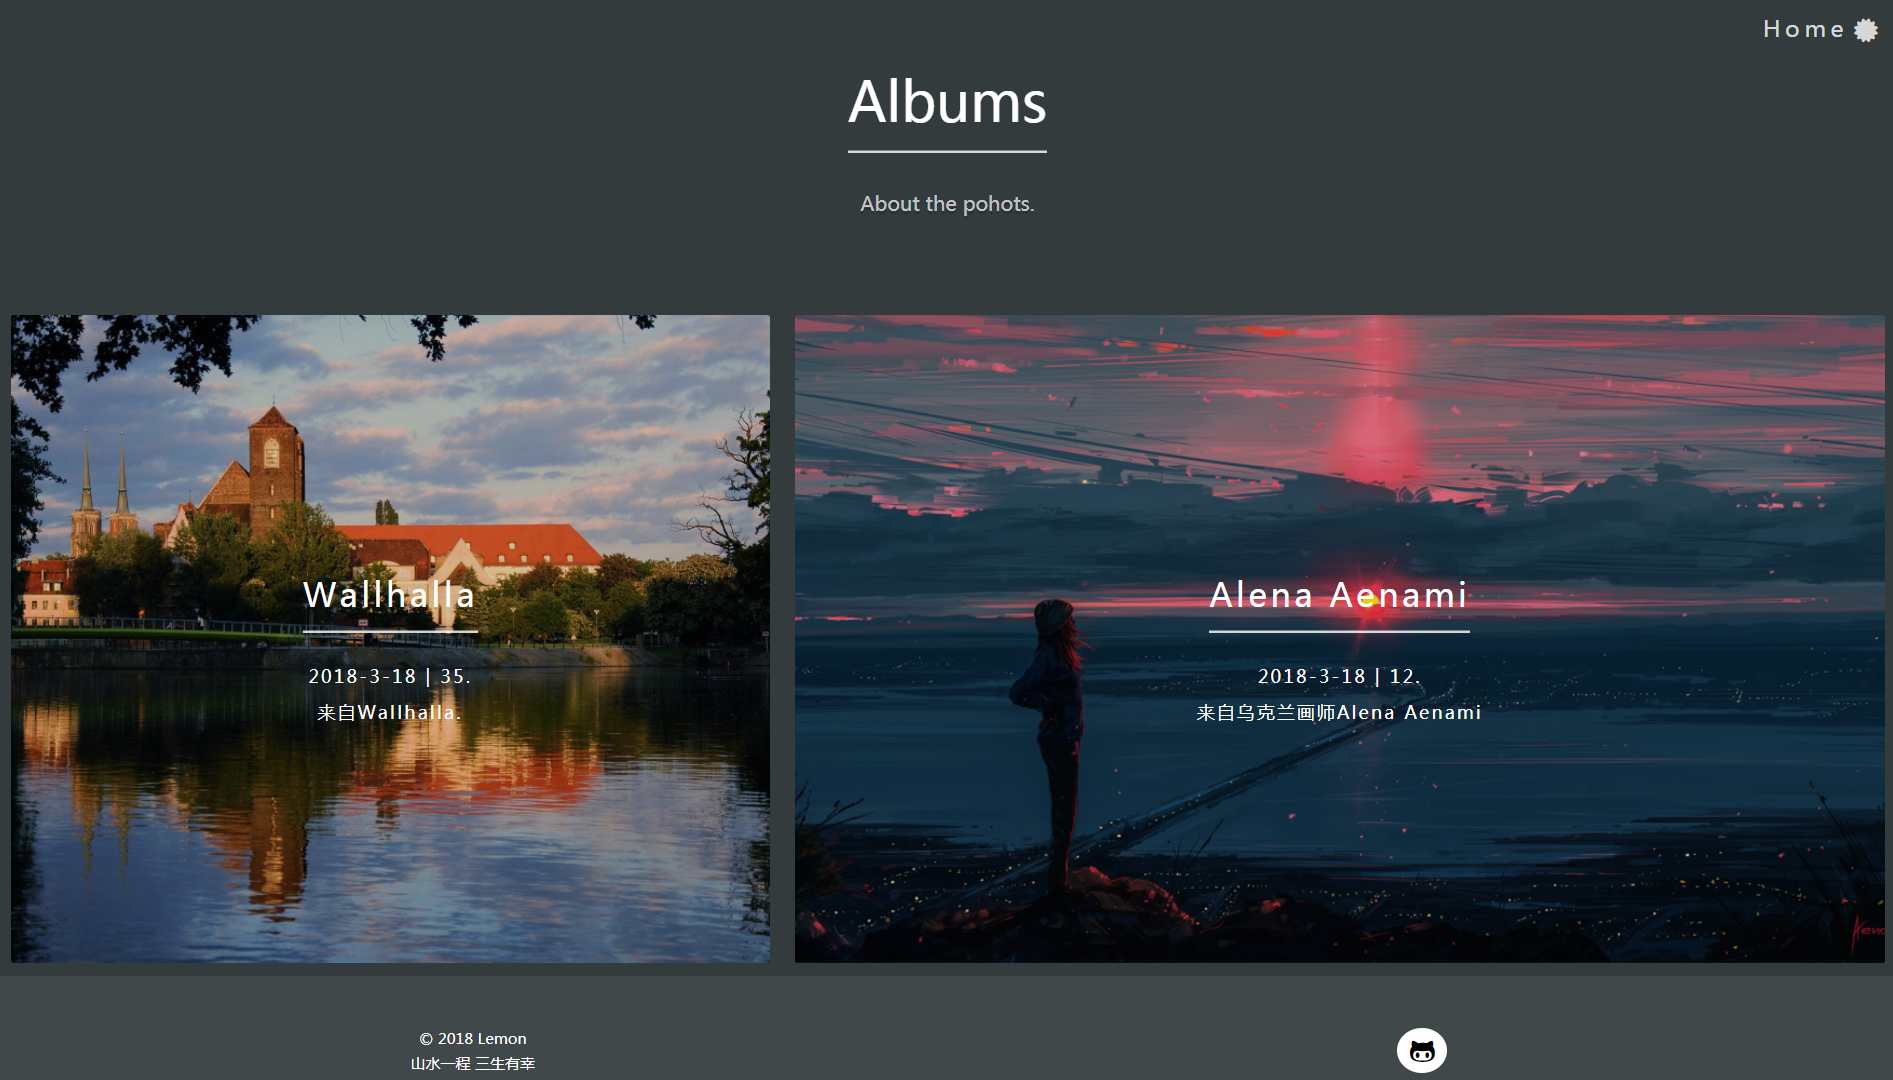 Home
Albums
About the pohots.
Wallhalla
2018-3-18 | 35.
来自Wallhalla.
Alena Aenami
2018-3-18 | 12.
来自乌克兰画师Alena Aenami
© 2018 Lemon
山水一程 三生有幸